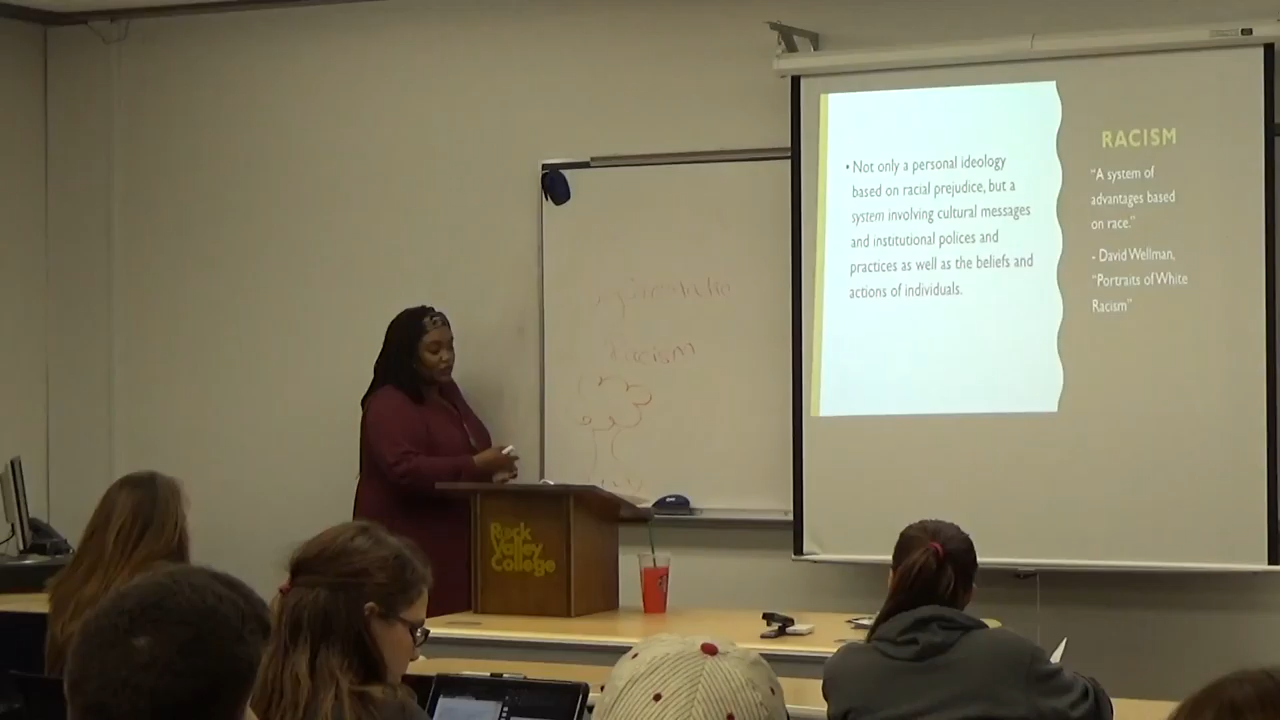 • Not only a personal ideology
based on racial prejudice, but a
system involving cultural messages
and institutional polices and
practices as well as the beliefs and
actions of individuals.
RACISM
"A system of
advantages based
on race."
- David Wellman,
"Portraits of White
Racism"
Racism
Rock
Valley
College